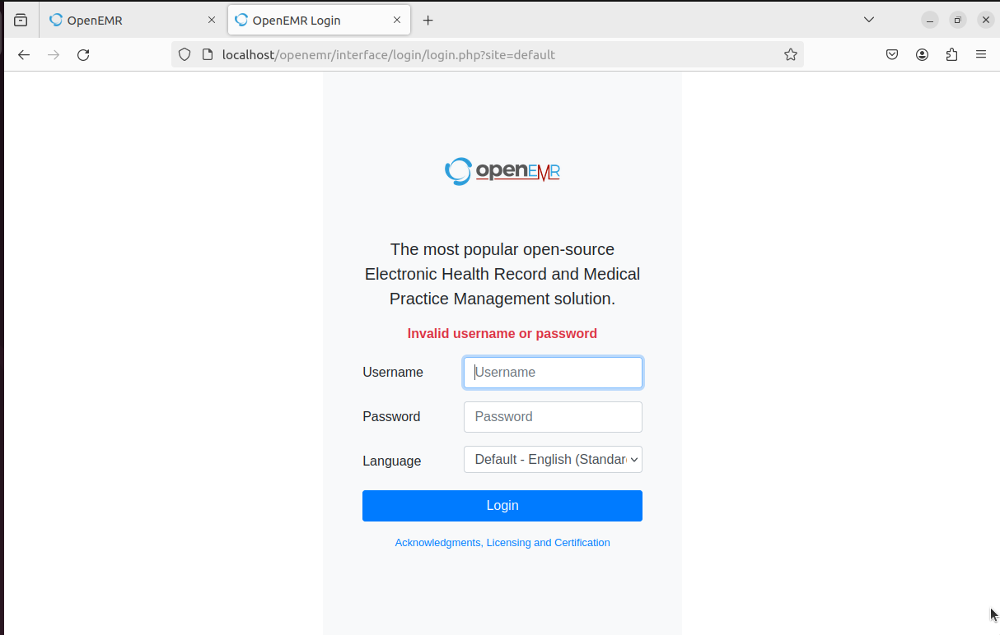 OpenEMR
OpenEMR Login
localhost/openemr/interface/login/login.php?site=default
openEMR
The most popular open-source
Electronic Health Record and Medical
Practice Management solution.
Invalid username or password
Username Username
Password Password
Language Default - English (Standar
Login
Acknowledgments, Licensing and Certification